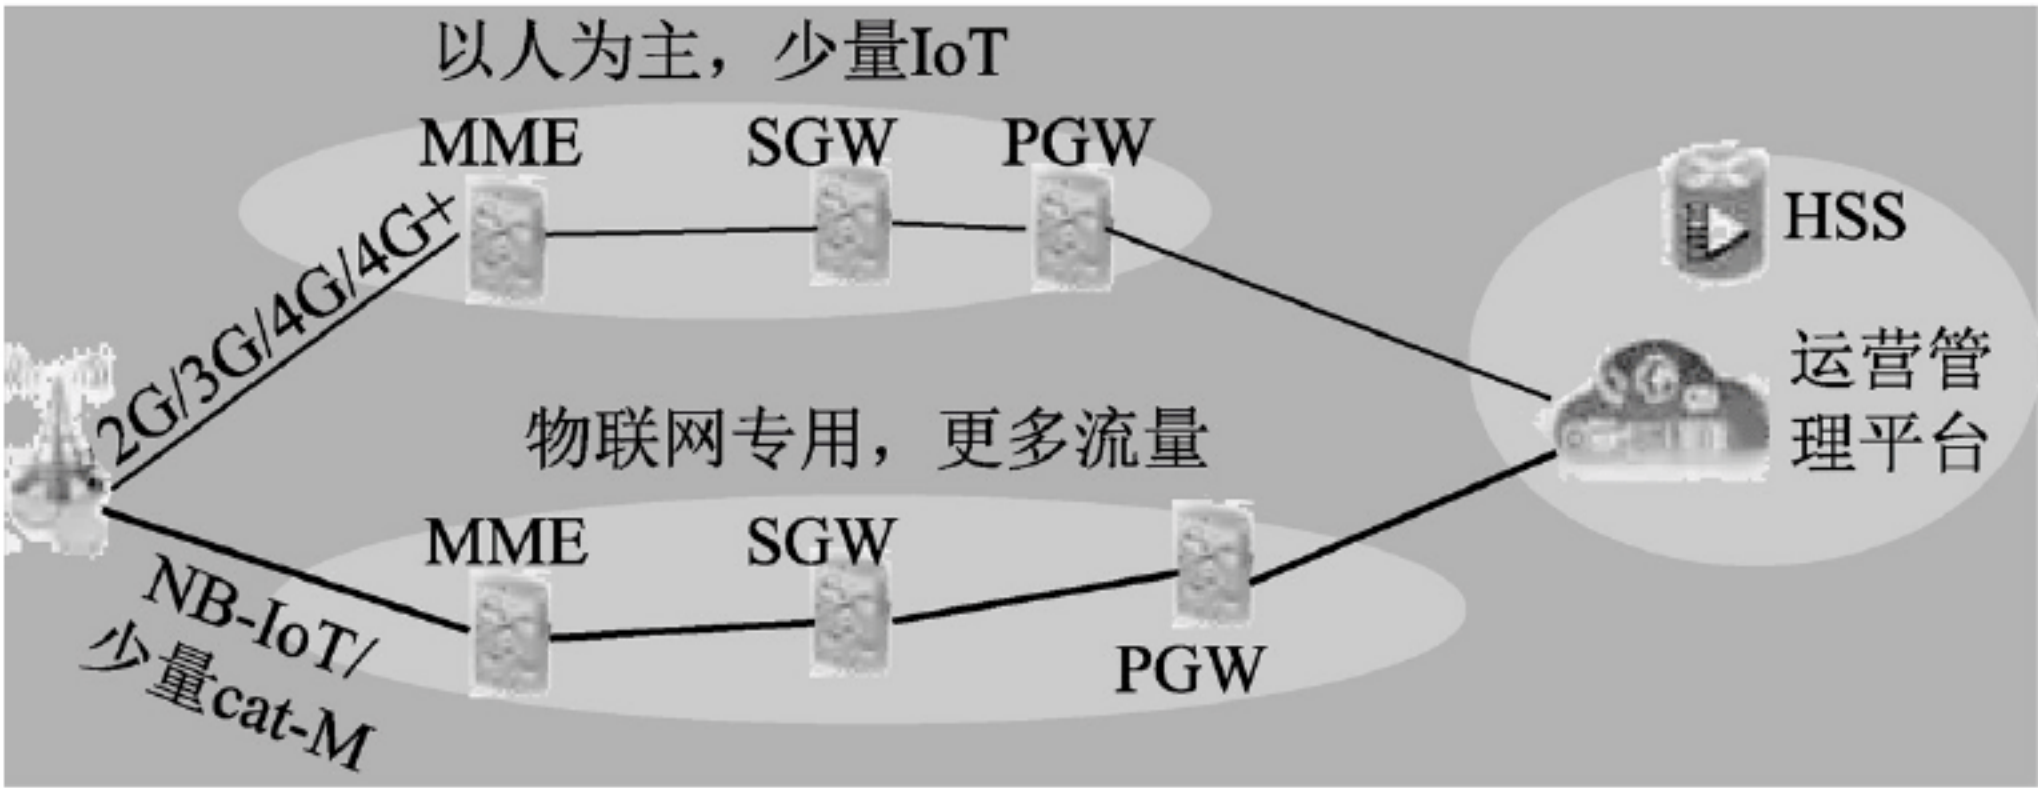 以人为主，少量IoT
MME
SGW
PGW
HSS
2G/3G/4G/4G+
运营管
理平台
物联网专用，更多流量
MME
SGW
PGW
NB-IoT/
少量cat-M